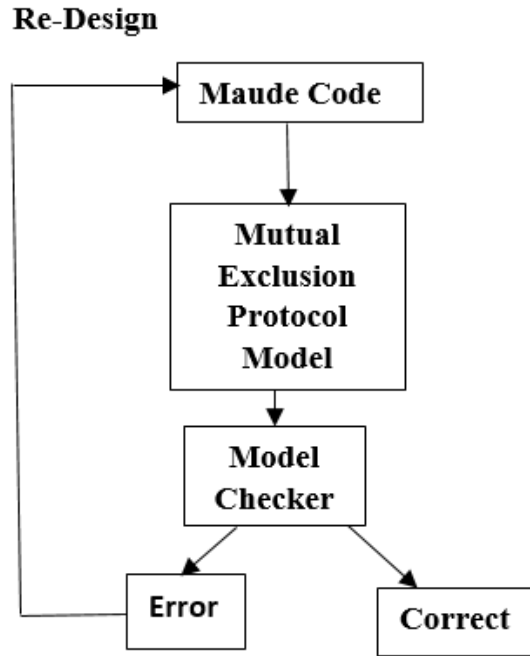 Re-Design
Maude Code
Mutual
Exclusion
Protocol
Model
Model
Checker
Error
Correct